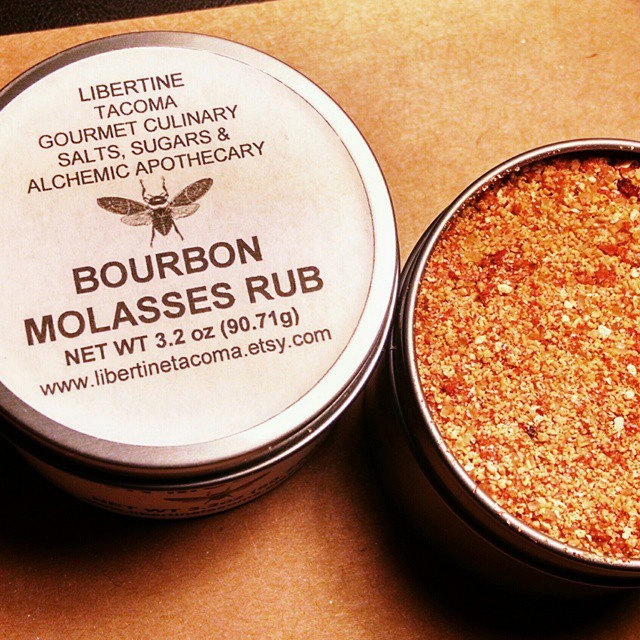 LIBERTINE
TACOMA
GOURMET CULINARY
SALTS, SUGARS &
ALCHEMIC APOTHECARY
BOURBON
MOLASSES RUB
NET WT 3.2 oz (90.71g)
www.libertinetacoma.etsy.com